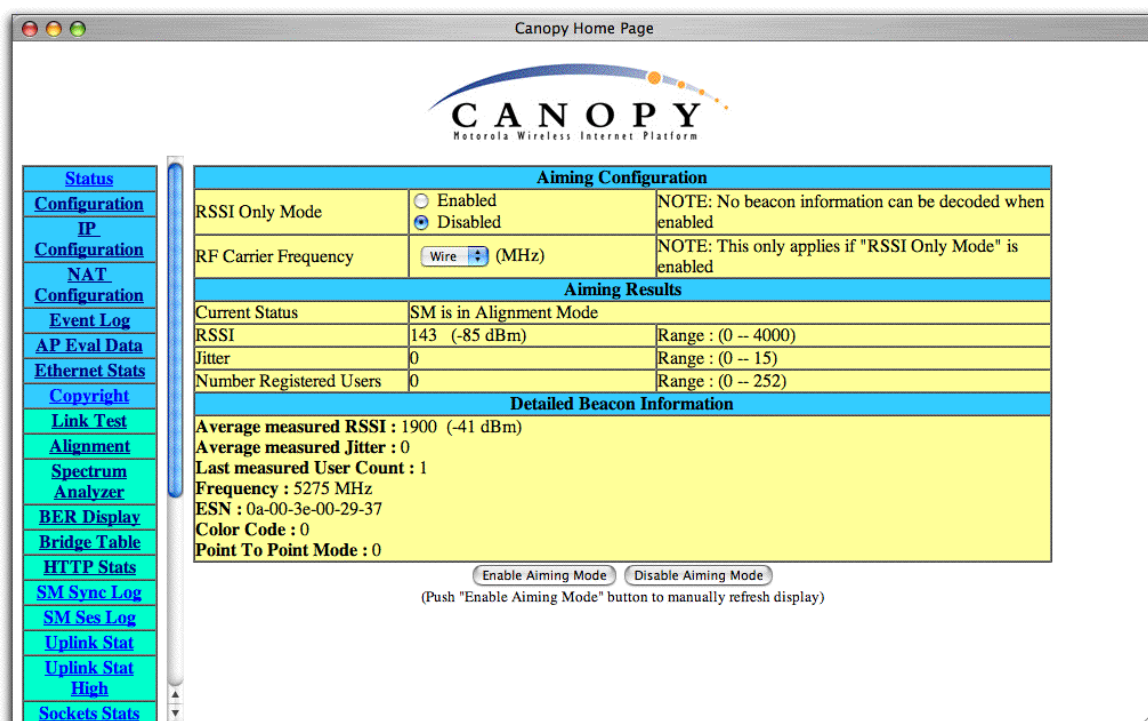 Canopy Home Page
CANOPY
Motorola Wireless Internet Platform
Status
Configuration
IP
Configuration
NAT
Configuration
Event Log
AP Eval Data
Ethernet Stats
Copyright
Link Test
Alignment
Spectrum
Analyzer
BER Display
Bridge Table
HTTP Stats
SM Sync Log
SM Ses Log
Uplink Stat
Uplink Stat
High
Sockets Stats
Aiming Configuration
RSSI Only Mode
Enabled
Disabled
NOTE: No beacon information can be decoded when
enabled
RF Carrier Frequency
Wire (MHz)
NOTE: This only applies if "RSSI Only Mode" is
enabled
Aiming Results
Current Status SM is in Alignment Mode
RSSI 143 (-85 dBm) Range : (0 -- 4000)
Jitter 0 Range : (0 -- 15)
Number Registered Users 0 Range : (0 -- 252)
Detailed Beacon Information
Average measured RSSI : 1900 (-41 dBm)
Average measured Jitter : 0
Last measured User Count : 1
Frequency : 5275 MHz
ESN : 0a-00-3e-00-29-37
Color Code : 0
Point To Point Mode : 0
Enable Aiming Mode Disable Aiming Mode
(Push "Enable Aiming Mode" button to manually refresh display)